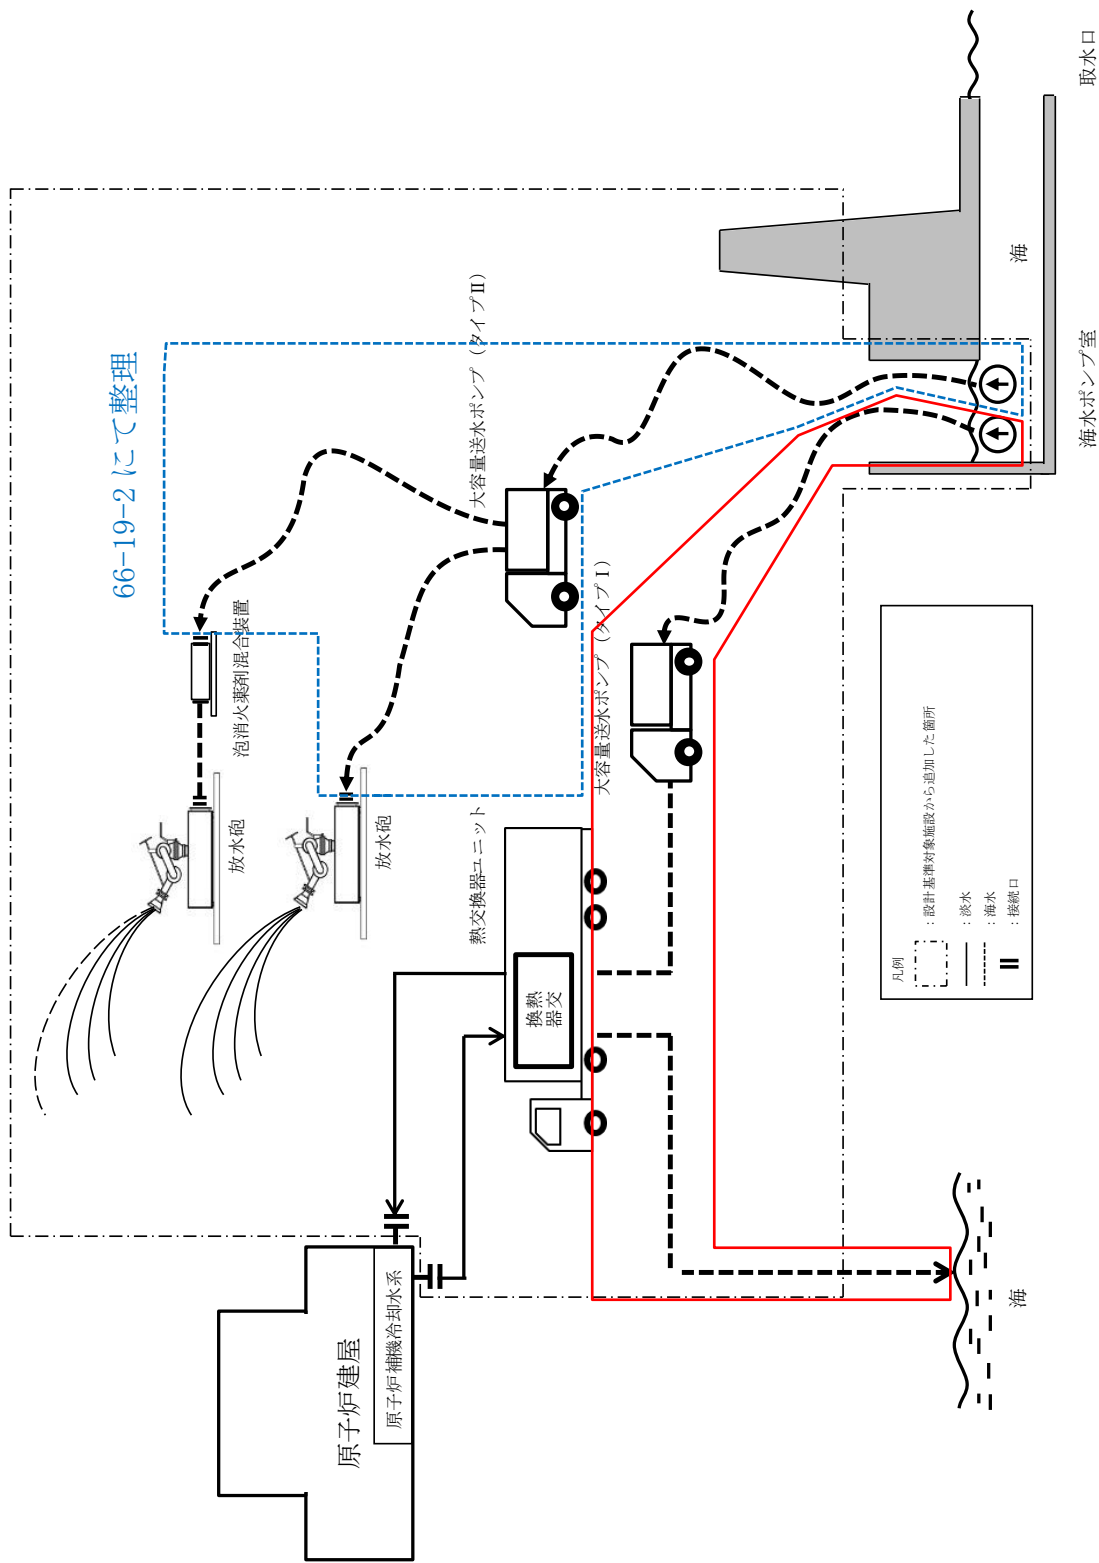 66-19-2 にて整理
泡消火薬剤混合装置
放水砲
放水砲
大容量送水ポンプ（タイプⅡ）
大容量送水ポンプ（タイプⅠ）
熱交換器ユニット
熱交
換器
原子炉建屋
原子炉補機冷却水系
取水口
海
海水ポンプ室
海
凡例
：設計基準対象施設から追加した箇所
：淡水
：海水
：接続口